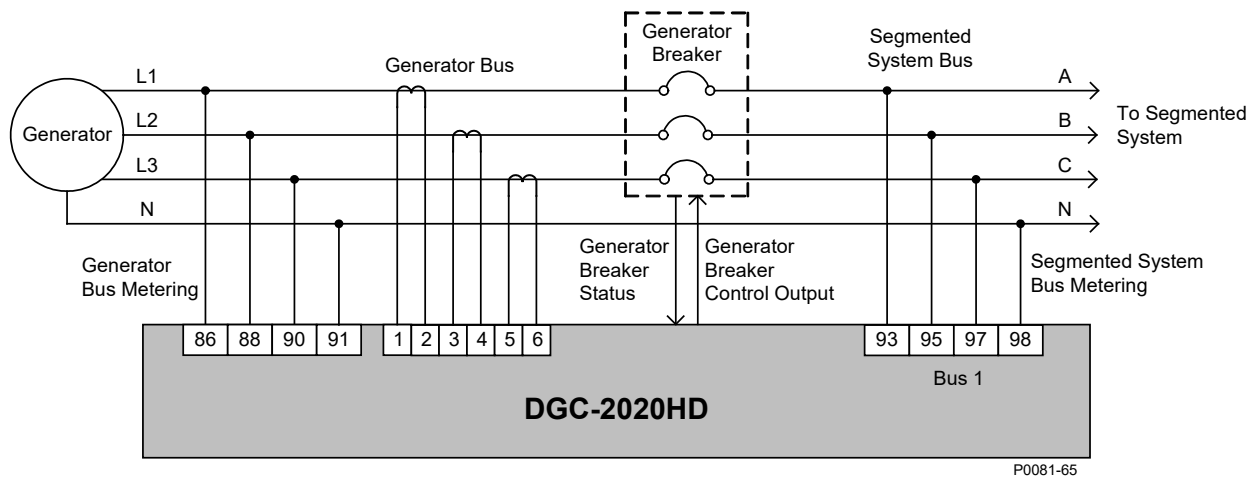 Generator
Breaker
Segmented
System Bus
Generator Bus
L1
A
To Segmented
System
Generator
L2
B
L3
C
N
N
Generator
Bus Metering
Generator
Breaker
Status
Generator
Breaker
Control Output
Segmented System
Bus Metering
86 88 90 91 1 2 3 4 5 6 93 95 97 98
Bus 1
DGC-2020HD
P0081-65